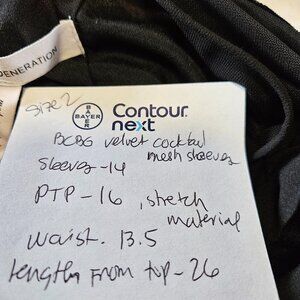 GENERATION
Size 2
BAYER
BAYER
Contour
next
BCBG velvet cocktail
mesh sleeves
Sleeves-14
PTP-16, stretch
material
waist. 13.5
length from top-26